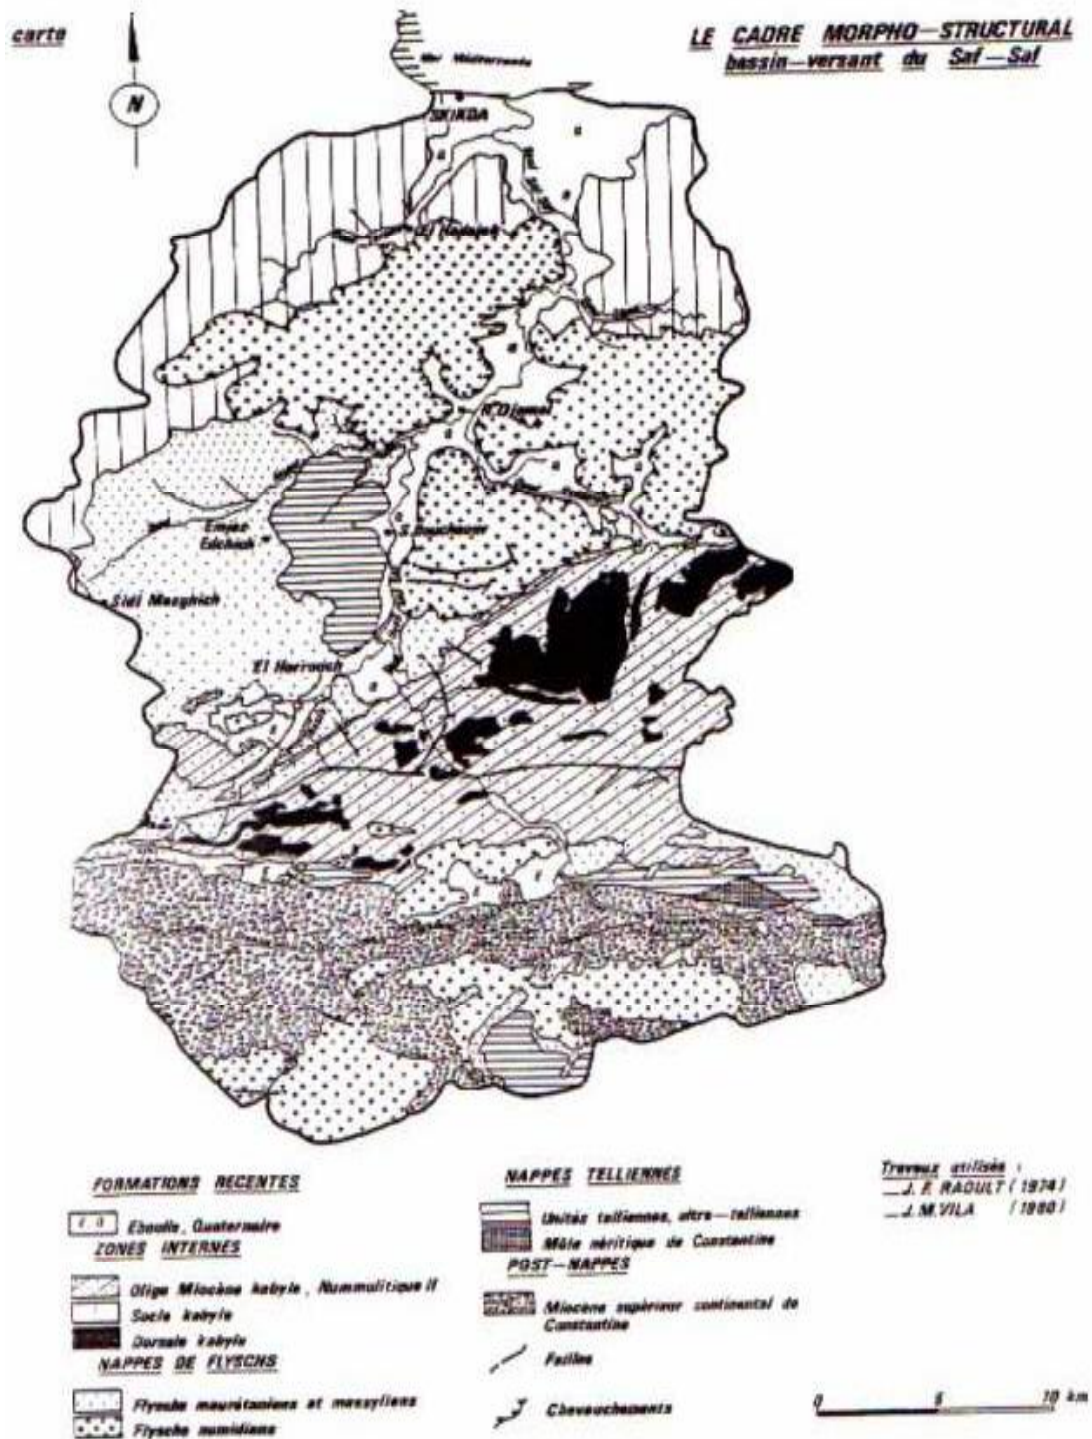 carte
LE CADRE MORPHO-STRUCTURAL
bassin-versant du Saf-Saf
N
SKIKDA
El Hadaiek
R. Djamel
S. Bouchaour
Emjez
Edchich
Sidi Mezghich
El Harrouch
FORMATIONS RECENTES
Eboulis, Quaternaire
ZONES INTERNES
Oligo Miocène kabyle, Nummulitique II
Socle kabyle
Dorsale kabyle
NAPPES DE FLYSCHS
Flyschs maurétaniens et massyliens
Flyschs numidiens
NAPPES TELLIENNES
Unités telliennes, ultra-telliennes
Môle néritique de Constantine
POST-NAPPES
Miocène supérieur continental de
Constantine
Failles
Chevauchements
Travaux utilisés :
J. F. RAOULT (1974)
J. M. VILA (1980)
0 5 10 km